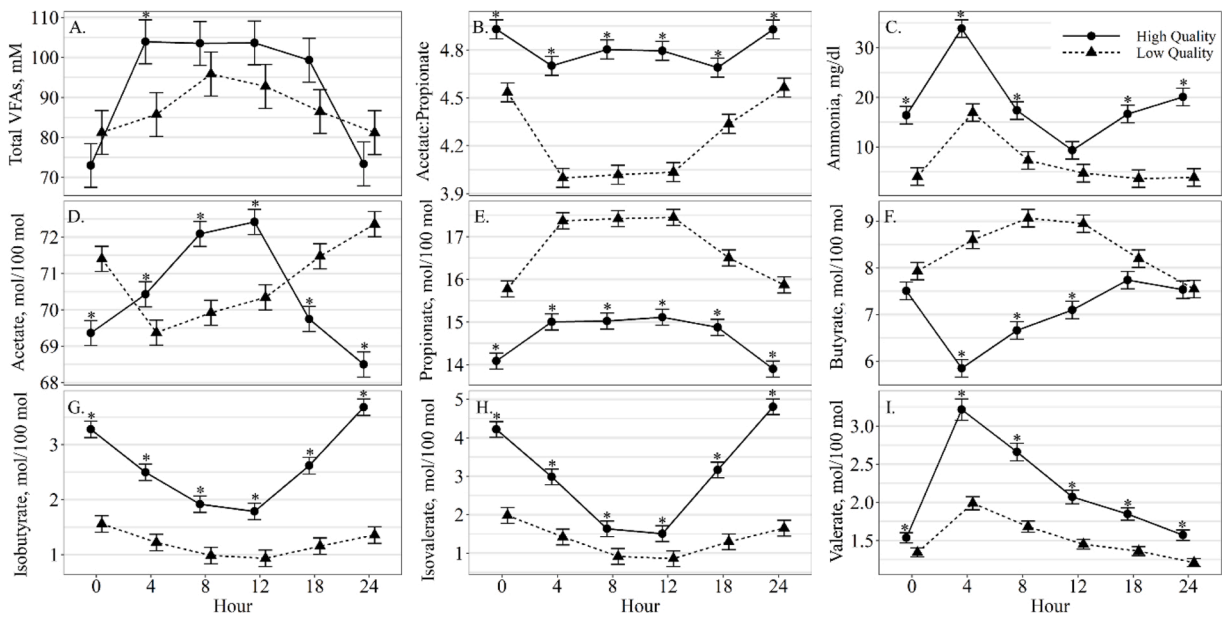 A.
Total VFAs, mM
110
100
90
80
70
*
B.
Acetate:Propionate
4.8
4.5
4.2
4.0
3.9
* * * * * *
C.
Ammonia, mg/dl
30
20
10
* * * * *
High Quality
Low Quality
D.
Acetate, mol/100 mol
72
71
70
69
68
* * * * * *
E.
Propionate, mol/100 mol
17
16
15
14
* * * * * *
F.
Butyrate, mol/100 mol
9
8
7
6
* * *
G.
Isobutyrate, mol/100 mol
3
2
1
* * * * * *
0 4 8 12 18 24
Hour
H.
Isovalerate, mol/100 mol
5
4
3
2
1
* * * * * *
0 4 8 12 18 24
Hour
I.
Valerate, mol/100 mol
3.0
2.5
2.0
1.5
* * * * * *
0 4 8 12 18 24
Hour